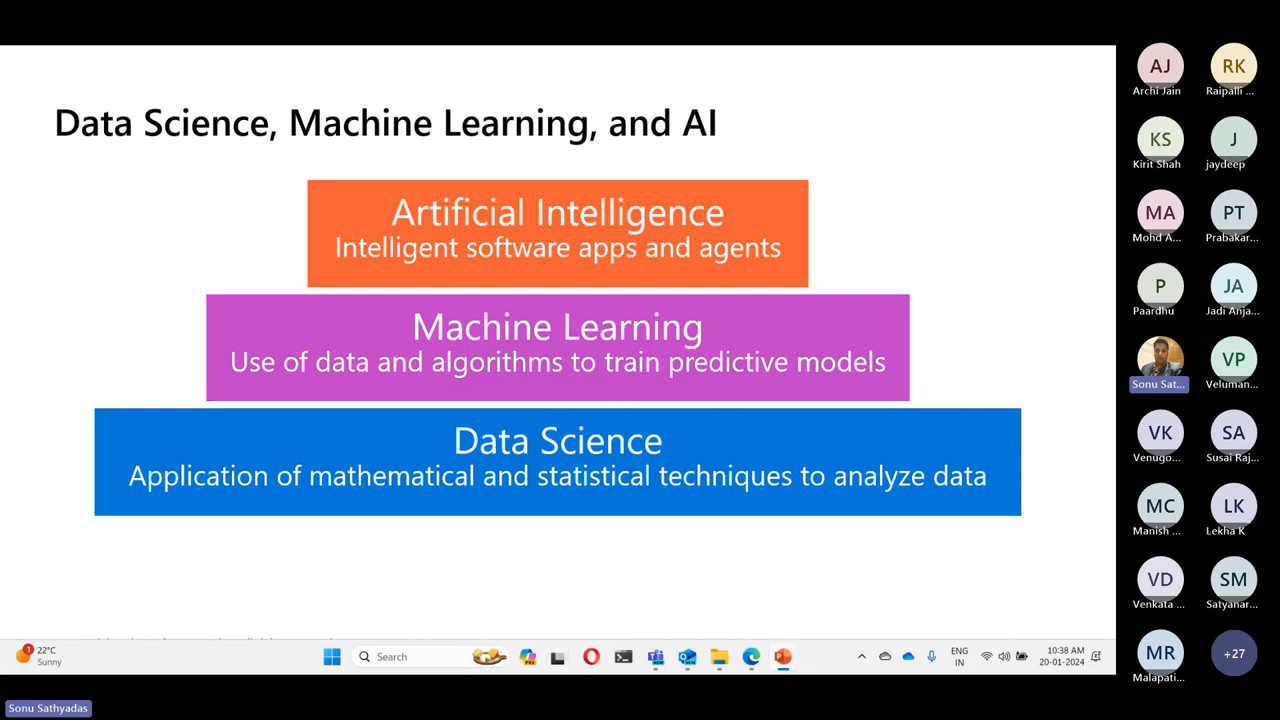 Data Science, Machine Learning, and AI
Artificial Intelligence
Intelligent software apps and agents
Machine Learning
Use of data and algorithms to train predictive models
Data Science
Application of mathematical and statistical techniques to analyze data
AJ
Archi Jain
RK
Raipalli ...
KS
Kirit Shah
J
jaydeep
MA
Mohd A...
PT
Prabakar...
P
Paardhu
JA
Jadi Anja...
Sonu Sat...
VP
Veluman...
VK
Venugo...
SA
Susai Raj...
MC
Manish ...
LK
Lekha K
VD
Venkata ...
SM
Satyanar...
MR
Malapati...
+27
1
22°C
Sunny
Search
ENG
IN
10:38 AM
20-01-2024
Sonu Sathyadas